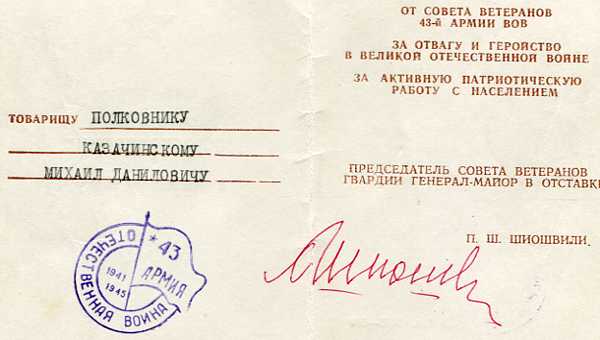 ТОВАРИЩУ ПОЛКОВНИКУ
КАЗАЧИНСКОМУ
МИХАИЛ ДАНИЛОВИЧУ
* 43
АРМИЯ
ОТЕЧЕСТВЕННАЯ ВОЙНА
1941
1945
ОТ СОВЕТА ВЕТЕРАНОВ
43-й АРМИИ ВОВ
ЗА ОТВАГУ И ГЕРОЙСТВО
В ВЕЛИКОЙ ОТЕЧЕСТВЕННОЙ ВОЙНЕ
ЗА АКТИВНУЮ ПАТРИОТИЧЕСКУЮ
РАБОТУ С НАСЕЛЕНИЕМ
ПРЕДСЕДАТЕЛЬ СОВЕТА ВЕТЕРАНОВ
ГВАРДИИ ГЕНЕРАЛ-МАЙОР В ОТСТАВК
П. Ш. ШИОШВИЛИ.